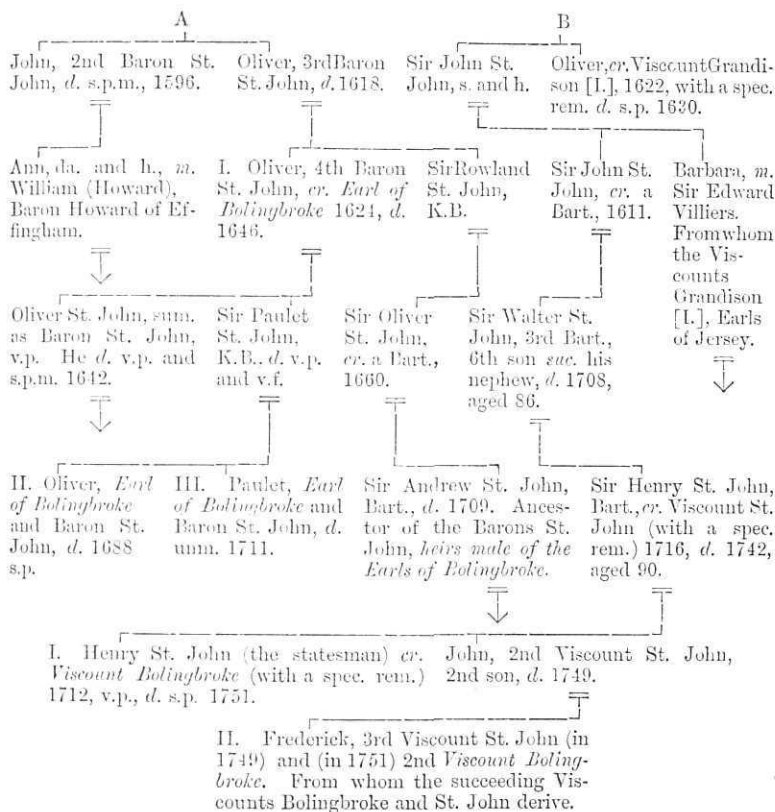 A B
John, 2nd Baron St.
John, d. s.p.m., 1596.
Oliver, 3rd Baron
St. John, d. 1618.
Sir John St.
John, s. and h.
Oliver, cr. Viscount Grandi-
son [I.], 1622, with a spec.
rem. d. s.p. 1630.
Ann, da. and h., m.
William (Howard),
Baron Howard of Ef-
fingham.
I. Oliver, 4th Baron
St. John, cr. Earl of
Bolingbroke 1624, d.
1646.
Sir Rowland
St. John,
K.B.
Sir John St.
John, cr. a
Bart., 1611.
Barbara, m.
Sir Edward
Villiers.
From whom
the Vis-
counts
Grandison
[I.], Earls
of Jersey.
Oliver St. John, sum.
as Baron St. John,
v.p. He d. v.p. and
s.p.m. 1642.
Sir Paulet
St. John,
K.B., d. v.p.
and v.f.
Sir Oliver
St. John,
cr. a Bart.,
1660.
Sir Walter St.
John, 3rd Bart.,
6th son suc. his
nephew, d. 1708,
aged 86.
II. Oliver, Earl
of Bolingbroke
and Baron St.
John, d. 1688
s.p.
III. Paulet, Earl
of Bolingbroke and
Baron St. John, d.
unm. 1711.
Sir Andrew St. John,
Bart., d. 1709. Ances-
tor of the Barons St.
John, heirs male of the
Earls of Bolingbroke.
Sir Henry St. John,
Bart., cr. Viscount St.
John (with a spec.
rem.) 1716, d. 1742,
aged 90.
I. Henry St. John (the statesman) cr.
Viscount Bolingbroke (with a spec. rem.)
1712, v.p., d. s.p. 1751.
John, 2nd Viscount St. John,
2nd son, d. 1749.
II. Frederick, 3rd Viscount St. John (in
1749) and (in 1751) 2nd Viscount Boling-
broke. From whom the succeeding Vis-
counts Bolingbroke and St. John derive.